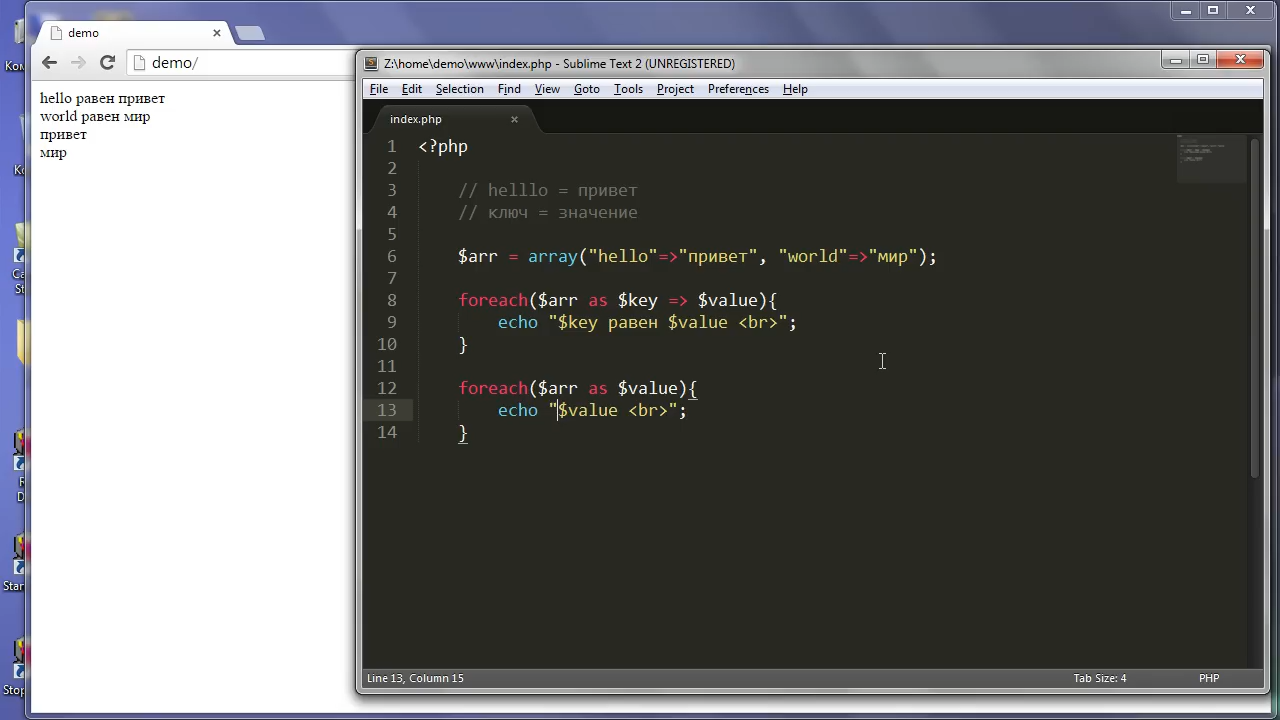 demo
demo/
hello равен привет
world равен мир
привет
мир
Z:\home\demo\www\index.php - Sublime Text 2 (UNREGISTERED)
File Edit Selection Find View Goto Tools Project Preferences Help
index.php
1 <?php
2
3 // helllo = привет
4 // ключ = значение
5
6 $arr = array("hello"=>"привет", "world"=>"мир");
7
8 foreach($arr as $key => $value){
9 echo "$key равен $value <br>";
10 }
11
12 foreach($arr as $value){
13 echo "$value <br>";
14 }
Line 13, Column 15
Tab Size: 4
PHP